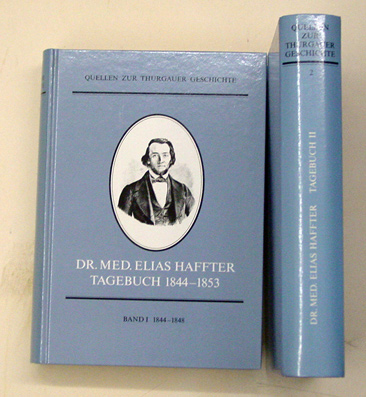 QUELLEN ZUR THURGAUER GESCHICHTE
DR. MED. ELIAS HAFFTER
TAGEBUCH 1844–1853
BAND I 1844–1848
QUELLEN
ZUR
THURGAUER
GESCHICHTE
2
DR. MED. ELIAS HAFFTER TAGEBUCH II